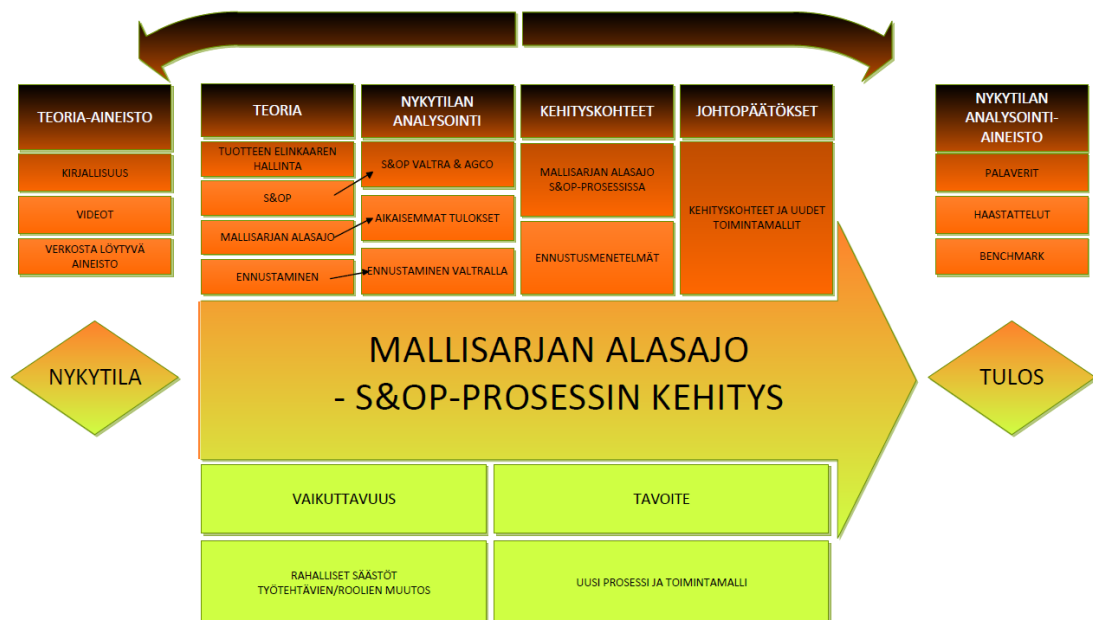 TEORIA-AINEISTO
KIRJALLISUUS
VIDEOT
VERKOSTA LÖYTYVÄ
AINEISTO
TEORIA
TUOTTEEN ELINKAAREN
HALLINTA
S&OP
MALLISARJAN ALASAJO
ENNUSTAMINEN
NYKYTILAN
ANALYSOINTI
S&OP VALTRA & AGCO
AIKAISEMMAT TULOKSET
ENNUSTAMINEN VALTRALLA
KEHITYSKOHTEET
MALLISARJAN ALASAJO
S&OP-PROSESSISSA
ENNUSTUSMENETELMÄT
JOHTOPÄÄTÖKSET
KEHITYSKOHTEET JA UUDET
TOIMINTAMALLIT
NYKYTILAN
ANALYSOINTI-
AINEISTO
PALAVERIT
HAASTATTELUT
BENCHMARK
NYKYTILA
MALLISARJAN ALASAJO
- S&OP-PROSESSIN KEHITYS
TULOS
VAIKUTTAVUUS
TAVOITE
RAHALLISET SÄÄSTÖT
TYÖTEHTÄVIEN/ROOLIEN MUUTOS
UUSI PROSESSI JA TOIMINTAMALLI